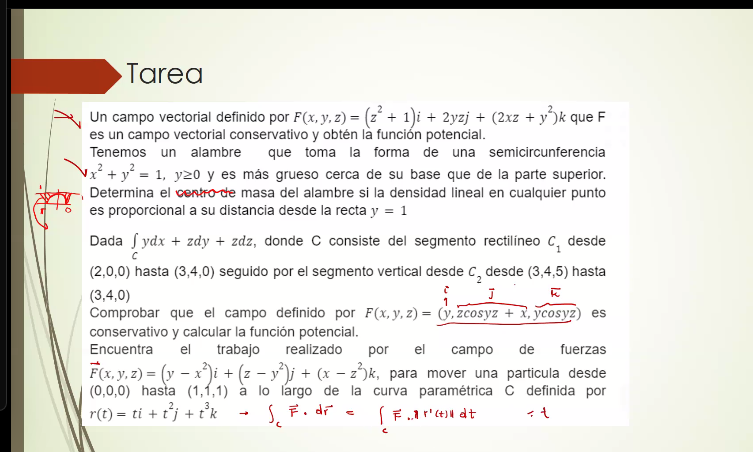 Tarea
Un campo vectorial definido por F(x, y, z) = (z² + 1)i + 2yzj + (2xz + y²)k que F
es un campo vectorial conservativo y obtén la función potencial.
Tenemos un alambre que toma la forma de una semicircunferencia
x² + y² = 1, y≥0 y es más grueso cerca de su base que de la parte superior.
Determina el centro de masa del alambre si la densidad lineal en cualquier punto
es proporcional a su distancia desde la recta y = 1
Dada ∫ ydx + zdy + zdz, donde C consiste del segmento rectilíneo C₁ desde
C
(2,0,0) hasta (3,4,0) seguido por el segmento vertical desde C₂ desde (3,4,5) hasta
(3,4,0)
i j k
Comprobar que el campo definido por F(x, y, z) = (y, zcosyz + x, ycosyz) es
conservativo y calcular la función potencial.
Encuentra el trabajo realizado por el campo de fuerzas
F(x, y, z) = (y − x²)i + (z − y²)j + (x − z²)k, para mover una particula desde
(0,0,0) hasta (1,1,1) a lo largo de la curva paramétrica C definida por
r(t) = ti + t²j + t³k → ∫c F⃗ · dr⃗ = ∫c F⃗ · ‖r'(t)‖ dt = t